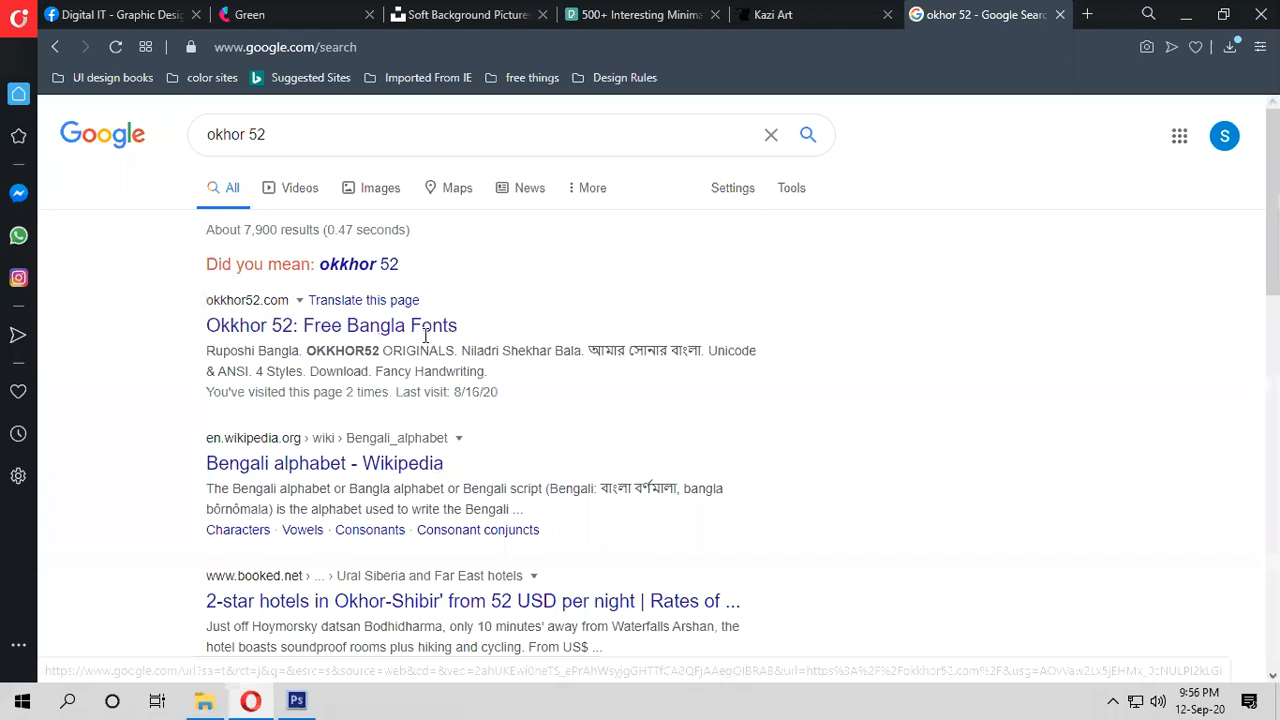 Digital IT - Graphic Desig
Green
Soft Background Pictures
500+ Interesting Minima
Kazi Art
okhor 52 - Google Searc
www.google.com/search
UI design books
color sites
Suggested Sites
Imported From IE
free things
Design Rules
Google
okhor 52
S
All
Videos
Images
Maps
News
More
Settings
Tools
About 7,900 results (0.47 seconds)
Did you mean: okkhor 52
okkhor52.com Translate this page
Okkhor 52: Free Bangla Fonts
Ruposhi Bangla. OKKHOR52 ORIGINALS. Niladri Shekhar Bala. আমার সোনার বাংলা. Unicode
& ANSI. 4 Styles. Download. Fancy Handwriting.
You've visited this page 2 times. Last visit: 8/16/20
en.wikipedia.org › wiki › Bengali_alphabet
Bengali alphabet - Wikipedia
The Bengali alphabet or Bangla alphabet or Bengali script (Bengali: বাংলা বর্ণমালা, bangla
bôrnômala) is the alphabet used to write the Bengali ...
Characters · Vowels · Consonants · Consonant conjuncts
www.booked.net › ... › Ural Siberia and Far East hotels
2-star hotels in Okhor-Shibir' from 52 USD per night | Rates of ...
Just off Hoymorsky datsan Bodhidharma, only 10 minutes' away from Waterfalls Arshan, the
hotel boasts soundproof rooms plus hiking and cycling. From US$ ...
Ps
9:56 PM
12-Sep-20